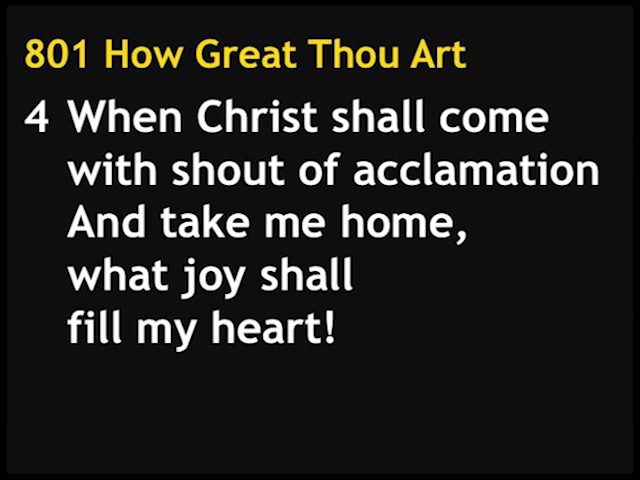 801 How Great Thou Art
4 When Christ shall come
with shout of acclamation
And take me home,
what joy shall
fill my heart!